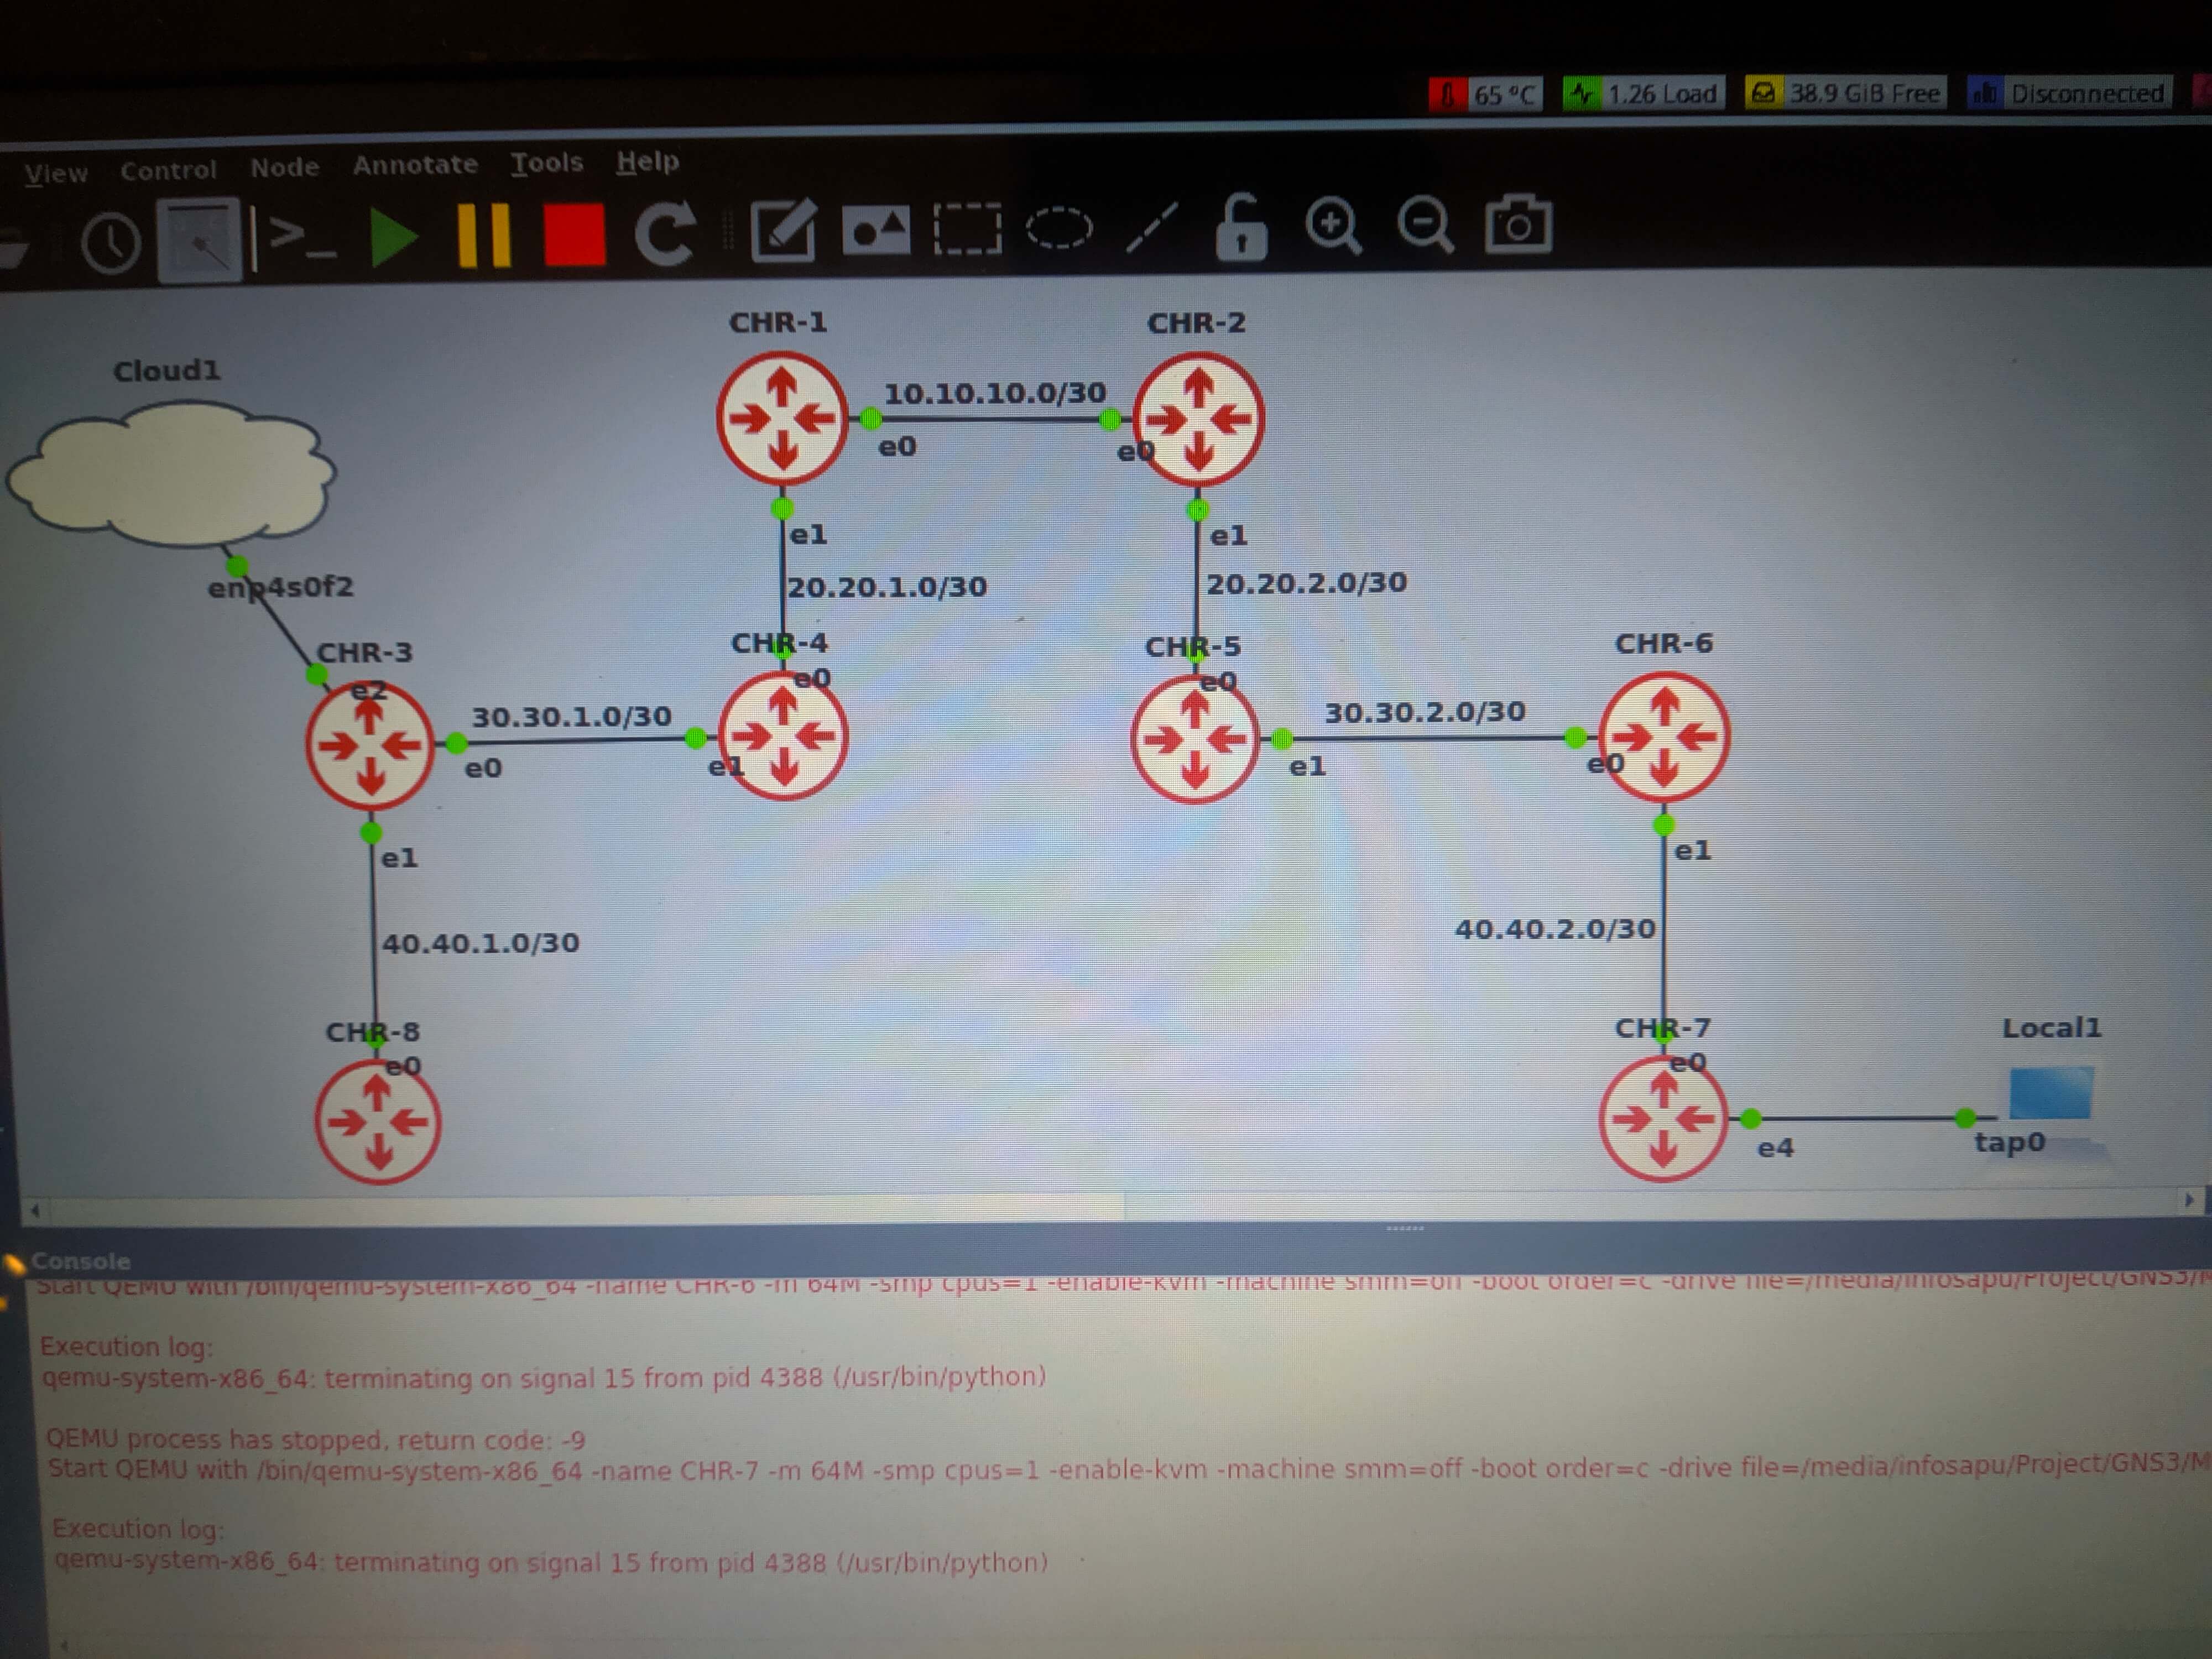 65 °C 1.26 Load 38.9 GiB Free Disconnected
View Control Node Annotate Tools Help
CHR-1
CHR-2
Cloud1
10.10.10.0/30
e0
e0
e1
e1
enp4s0f2
20.20.1.0/30
20.20.2.0/30
CHR-3
CHR-4
CHR-5
CHR-6
e2
e0
e0
30.30.1.0/30
30.30.2.0/30
e0
e1
e1
e0
e1
e1
40.40.1.0/30
40.40.2.0/30
CHR-8
CHR-7
Local1
e0
e0
e4
tap0
Console
Start QEMU with /bin/qemu-system-x86_64 -name CHR-6 -m 64M -smp cpus=1 -enable-kvm -machine smm=off -boot order=c -drive file=/media/infosapu/Project/GNS3/M
Execution log:
qemu-system-x86_64: terminating on signal 15 from pid 4388 (/usr/bin/python)
QEMU process has stopped, return code: -9
Start QEMU with /bin/qemu-system-x86_64 -name CHR-7 -m 64M -smp cpus=1 -enable-kvm -machine smm=off -boot order=c -drive file=/media/infosapu/Project/GNS3/M
Execution log:
qemu-system-x86_64: terminating on signal 15 from pid 4388 (/usr/bin/python)